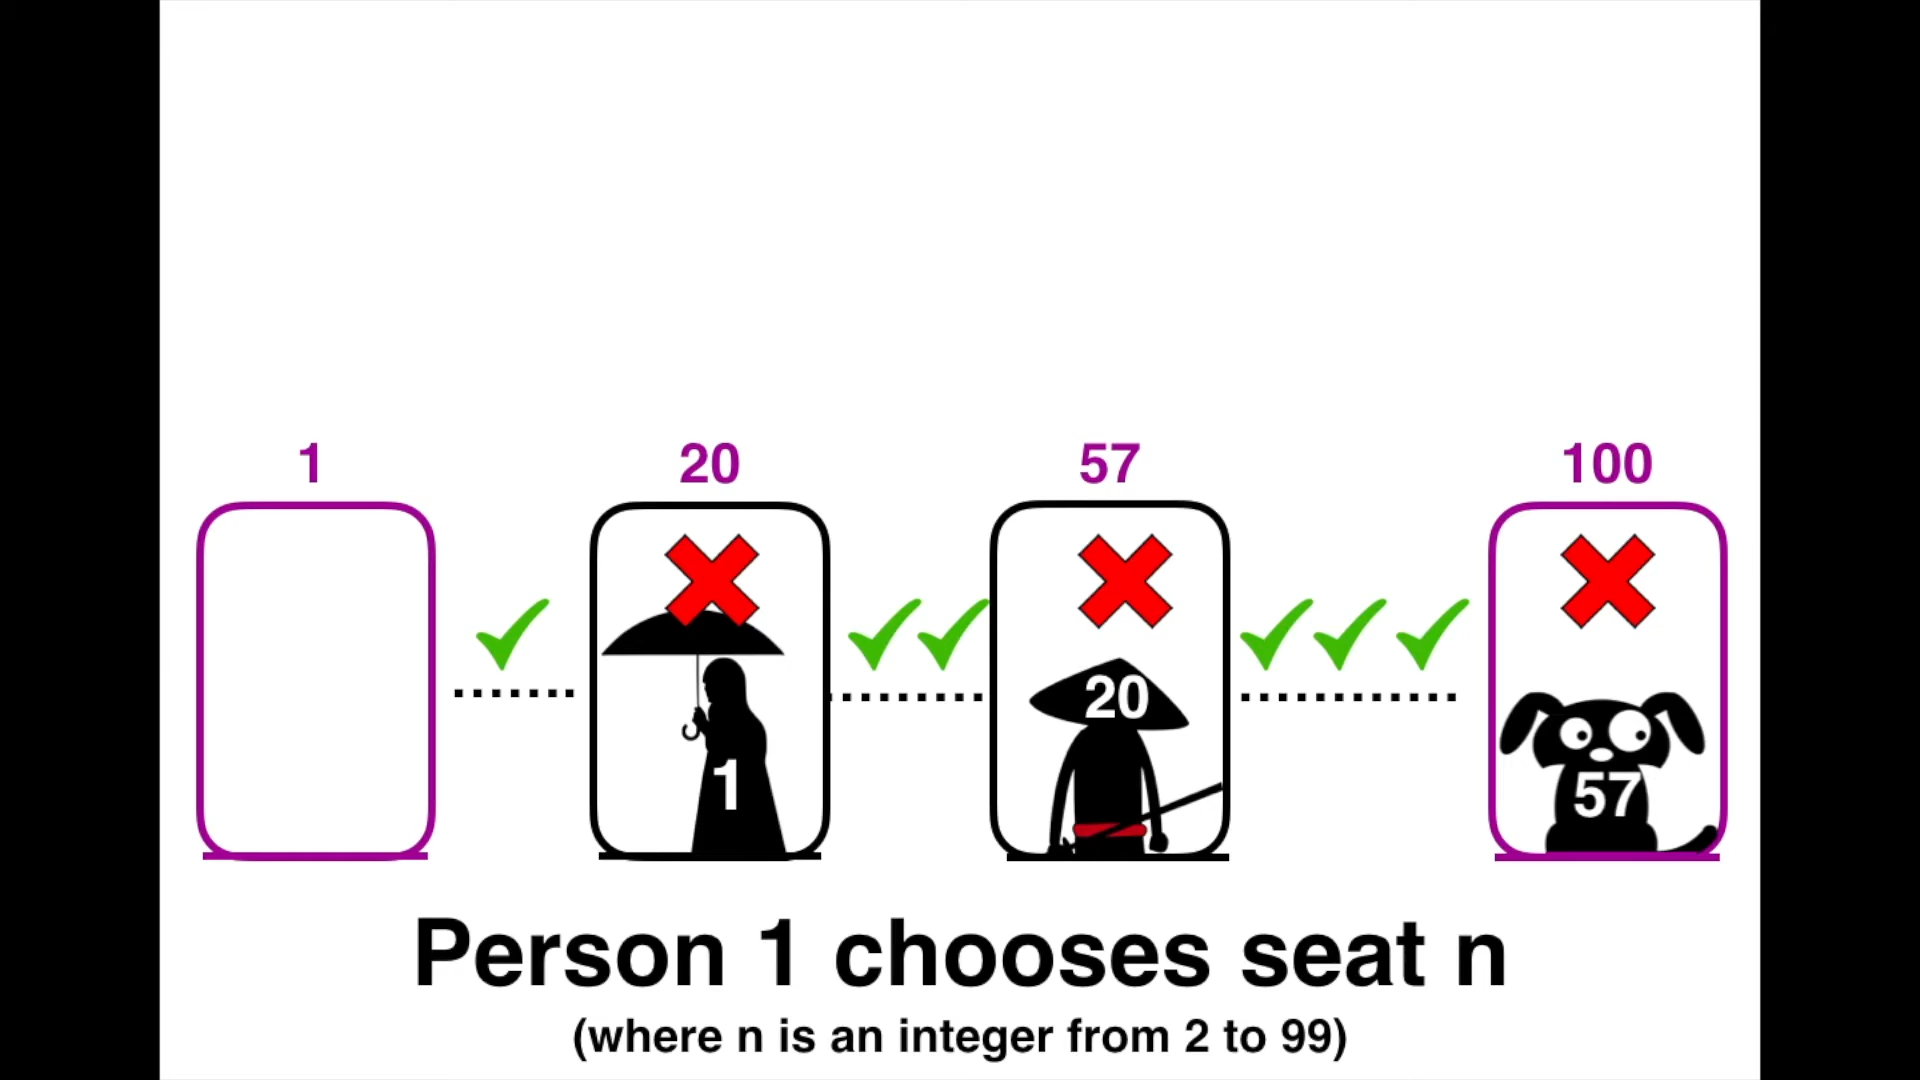 1 20 57 100
1 20 57
Person 1 chooses seat n
(where n is an integer from 2 to 99)